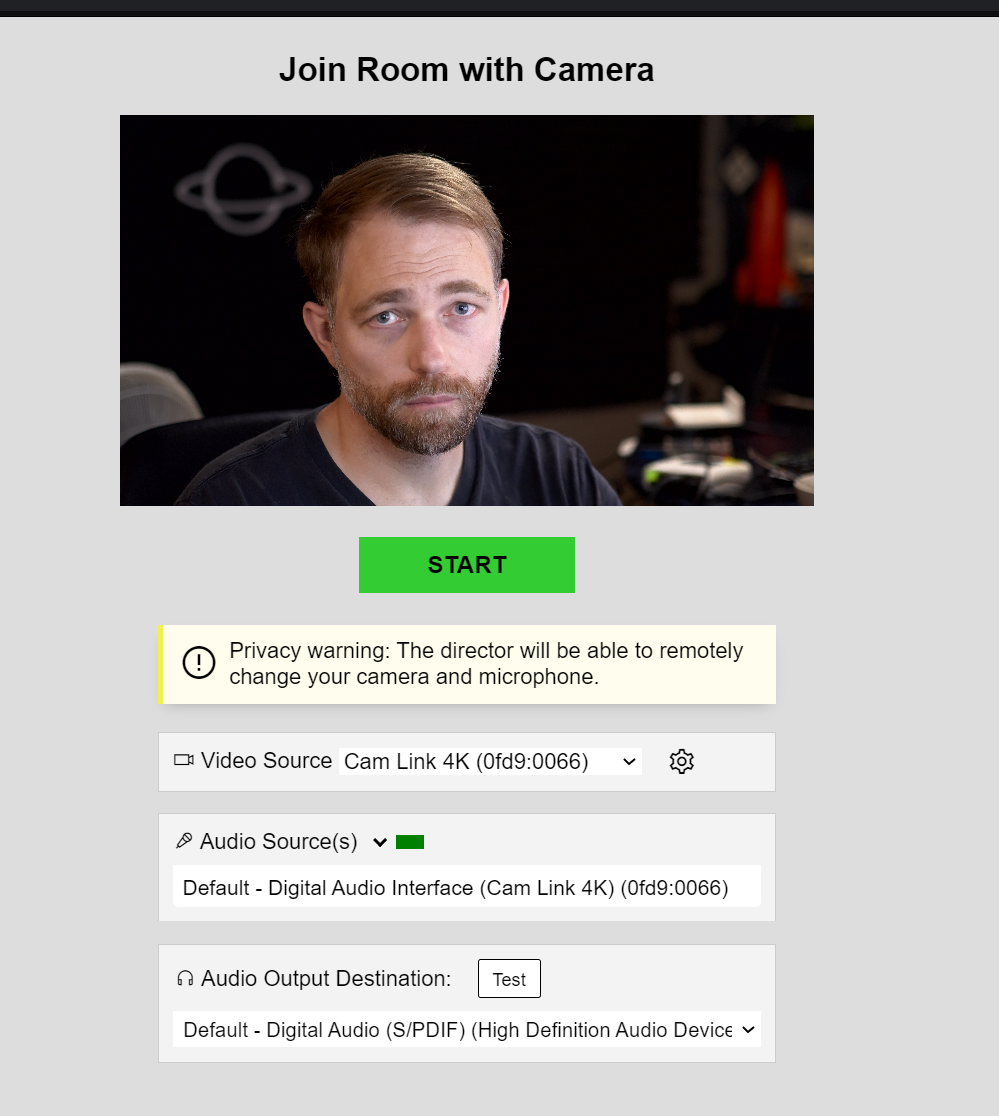 Join Room with Camera
START
Privacy warning: The director will be able to remotely
change your camera and microphone.
Video Source Cam Link 4K (0fd9:0066)
Audio Source(s)
Default - Digital Audio Interface (Cam Link 4K) (0fd9:0066)
Audio Output Destination: Test
Default - Digital Audio (S/PDIF) (High Definition Audio Device